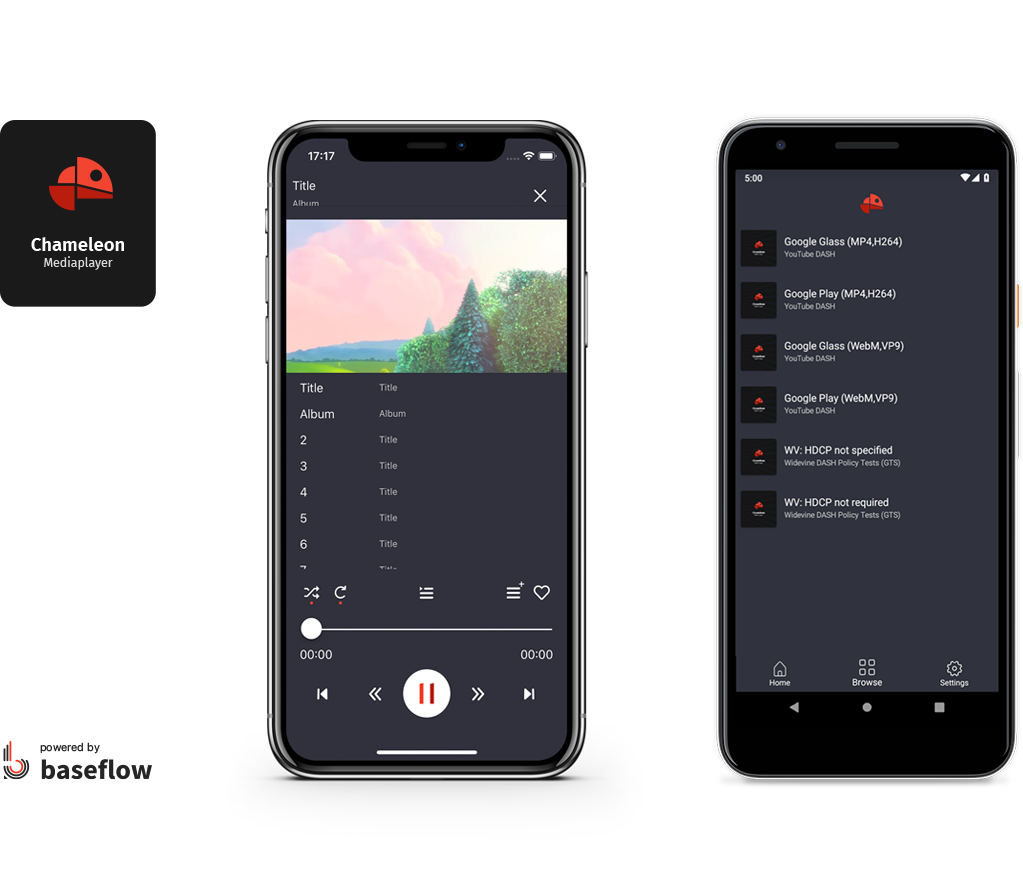 Chameleon
Mediaplayer
powered by
baseflow
17:17
Title
Album
Title Title
Album Album
2 Title
3 Title
4 Title
5 Title
6 Title
00:00 00:00
5:00
Google Glass (MP4,H264)
YouTube DASH
Google Play (MP4,H264)
YouTube DASH
Google Glass (WebM,VP9)
YouTube DASH
Google Play (WebM,VP9)
YouTube DASH
WV: HDCP not specified
Widevine DASH Policy Tests (GTS)
WV: HDCP not required
Widevine DASH Policy Tests (GTS)
Home Browse Settings